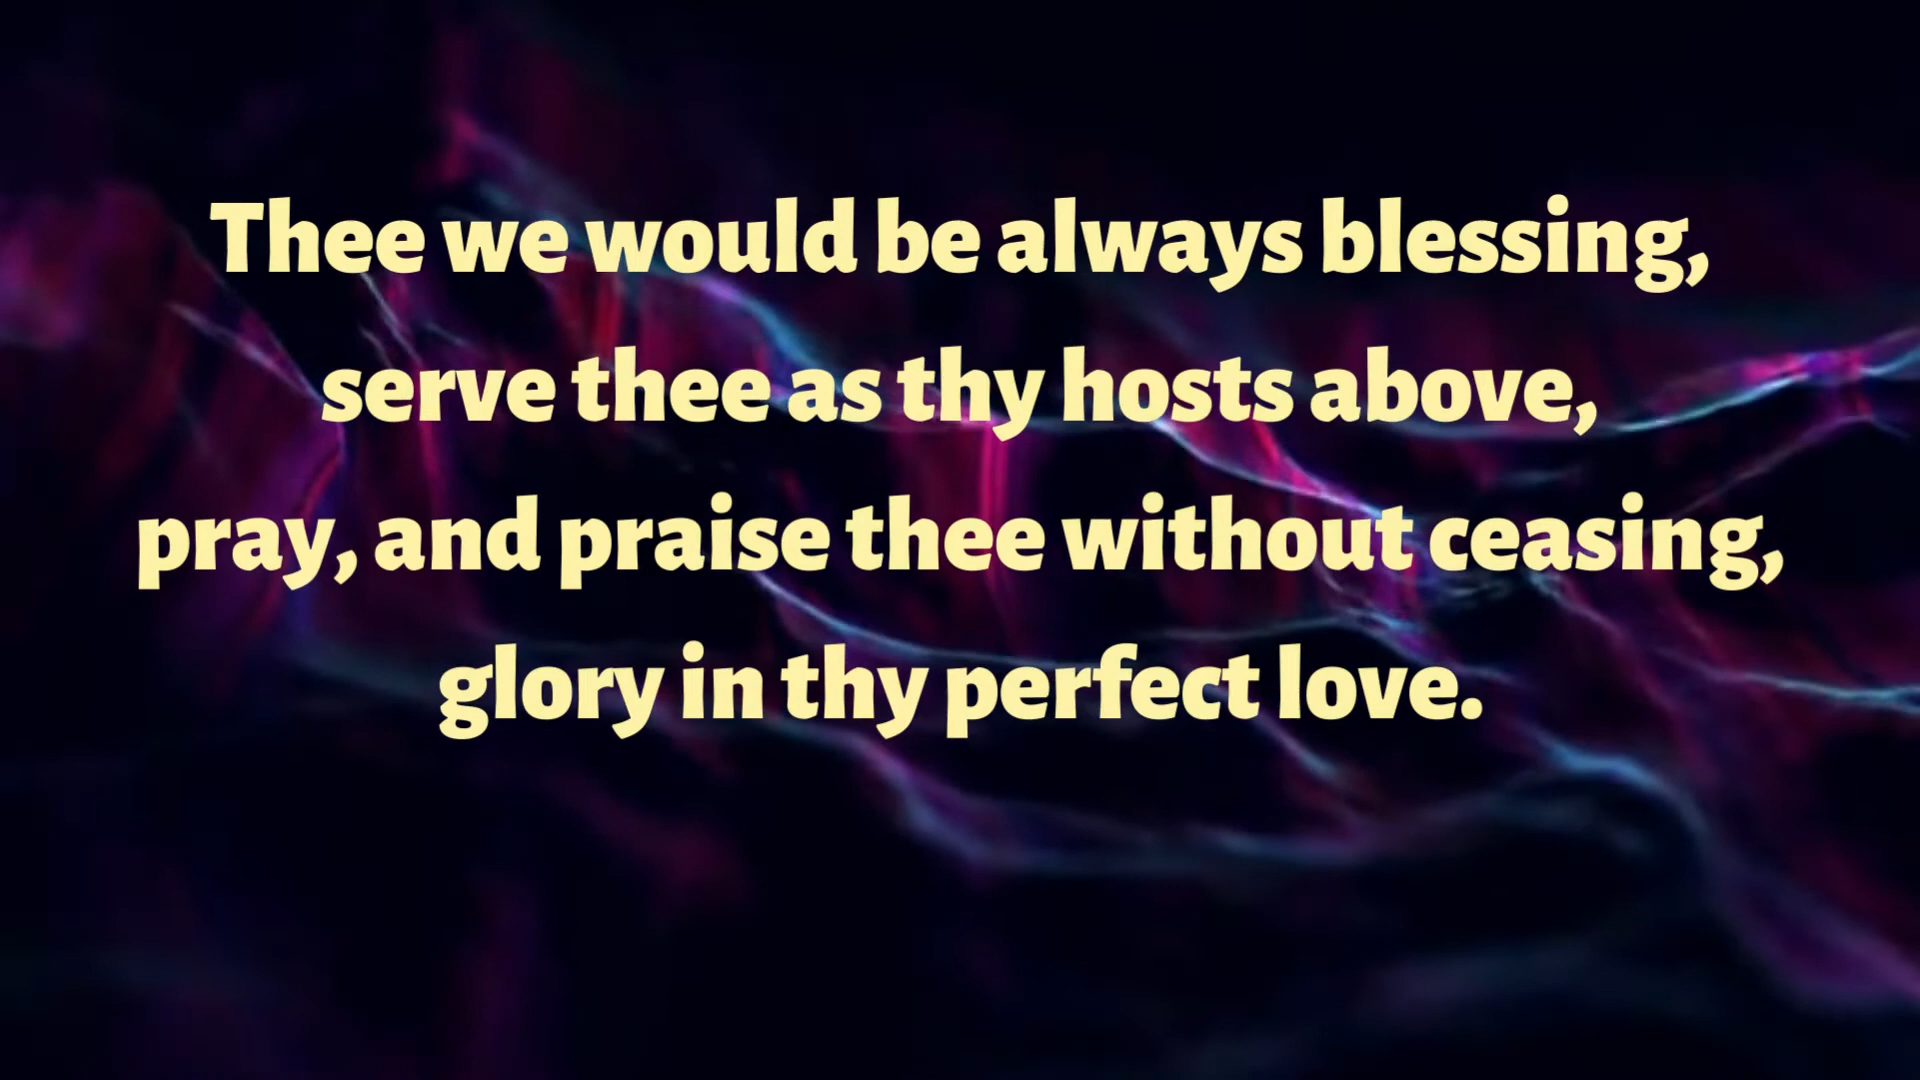 Thee we would be always blessing,
serve thee as thy hosts above,
pray, and praise thee without ceasing,
glory in thy perfect love.